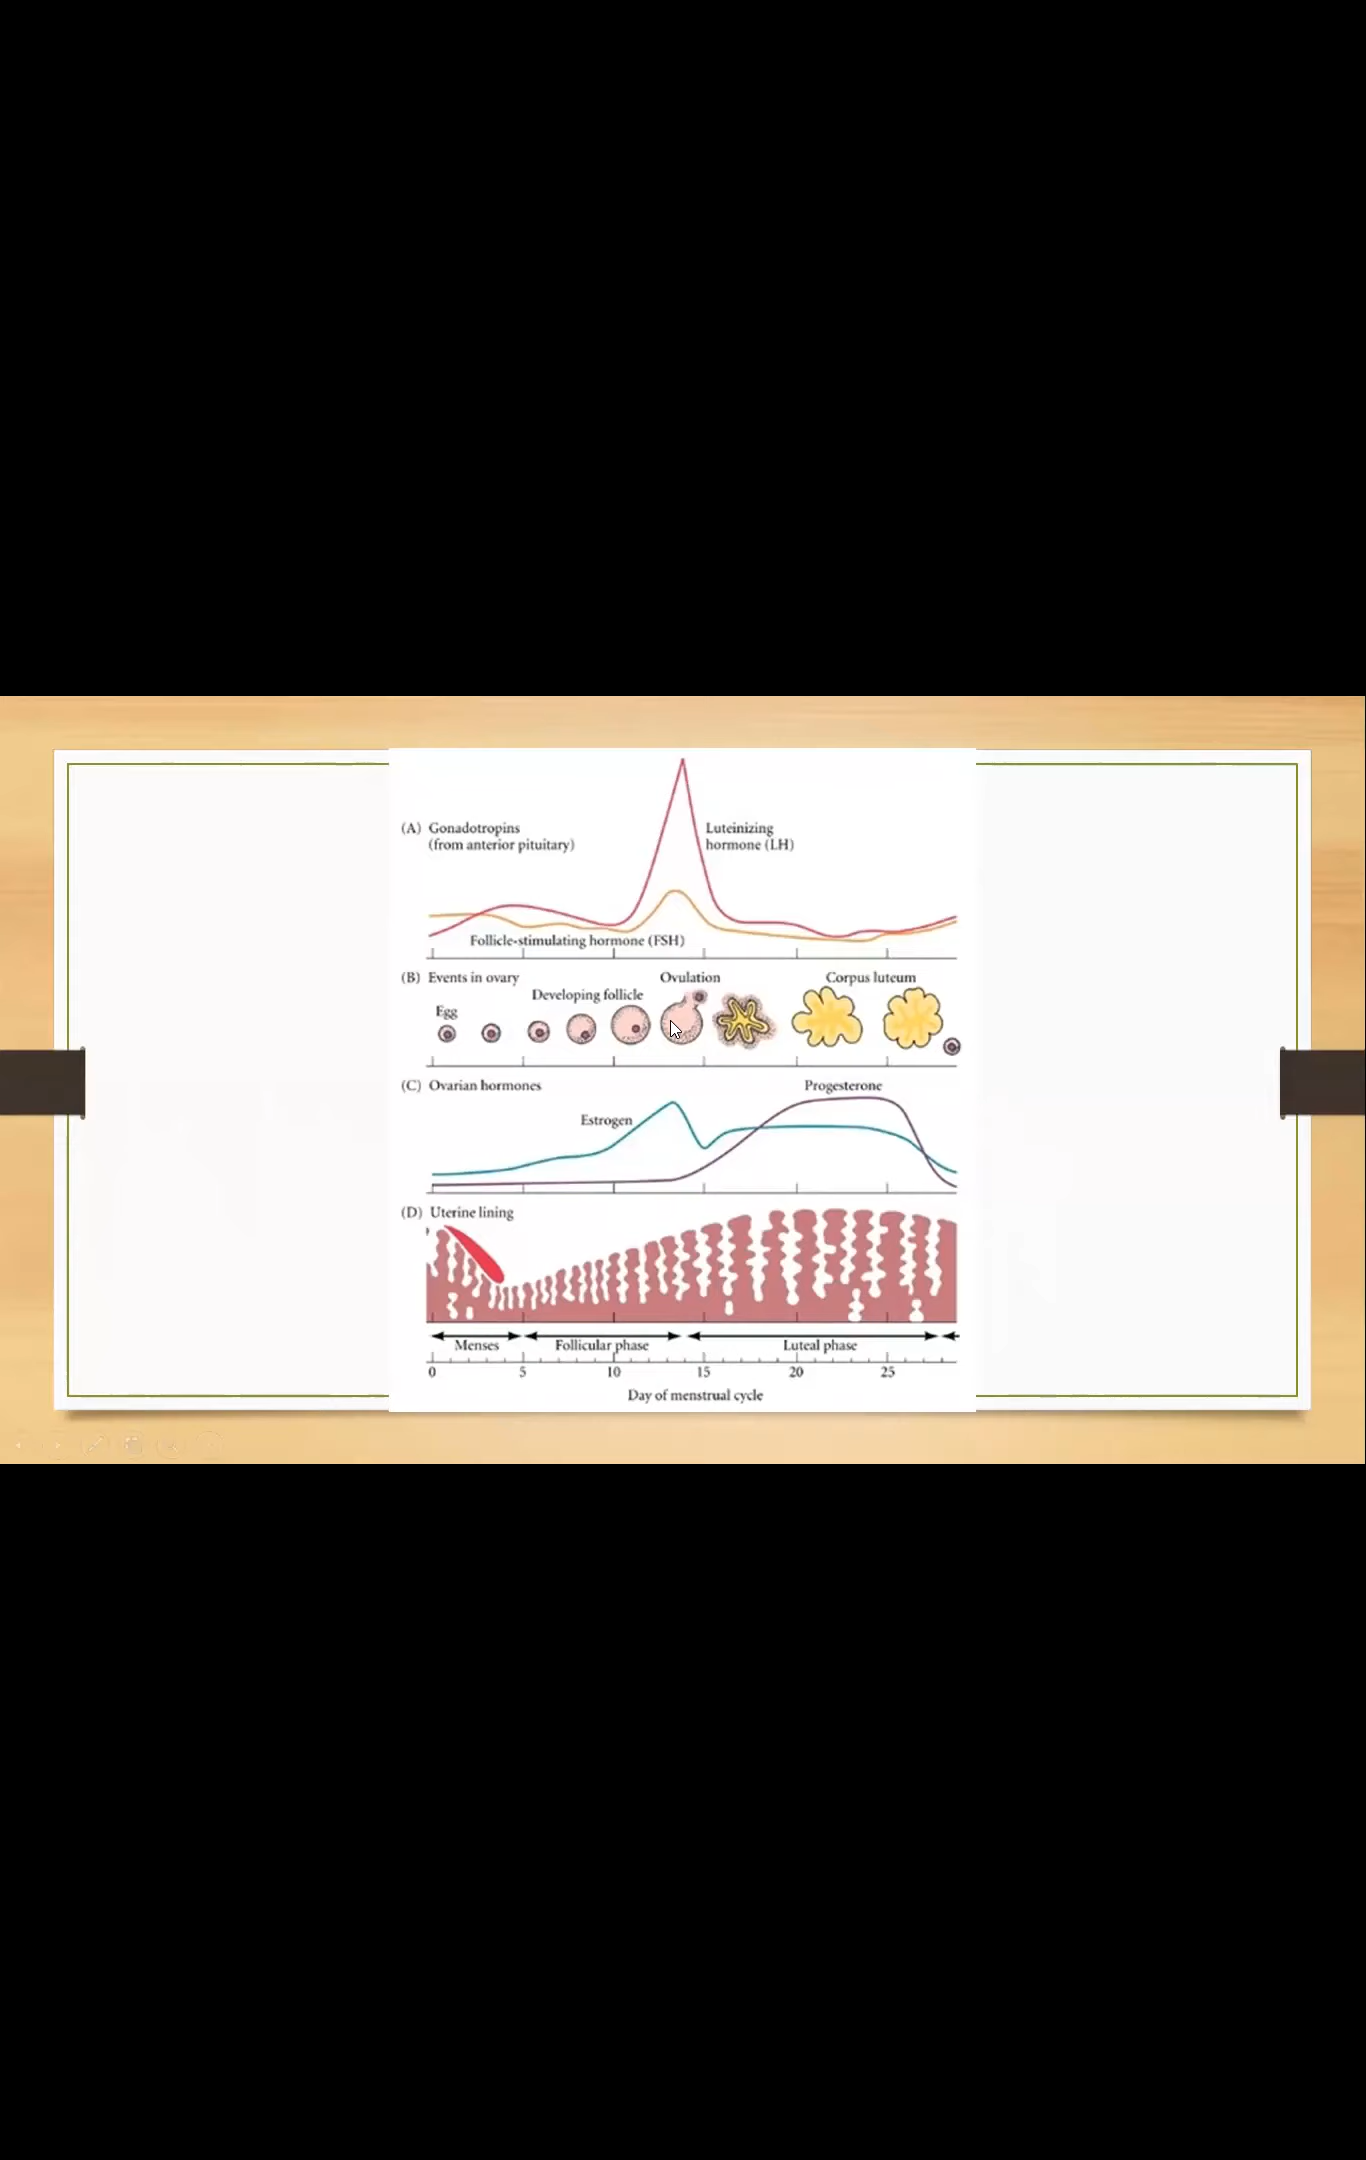 (A) Gonadotropins
(from anterior pituitary)
Luteinizing
hormone (LH)
Follicle-stimulating hormone (FSH)
(B) Events in ovary
Ovulation
Corpus luteum
Developing follicle
Egg
(C) Ovarian hormones
Progesterone
Estrogen
(D) Uterine lining
Menses
Follicular phase
Luteal phase
0 5 10 15 20 25
Day of menstrual cycle